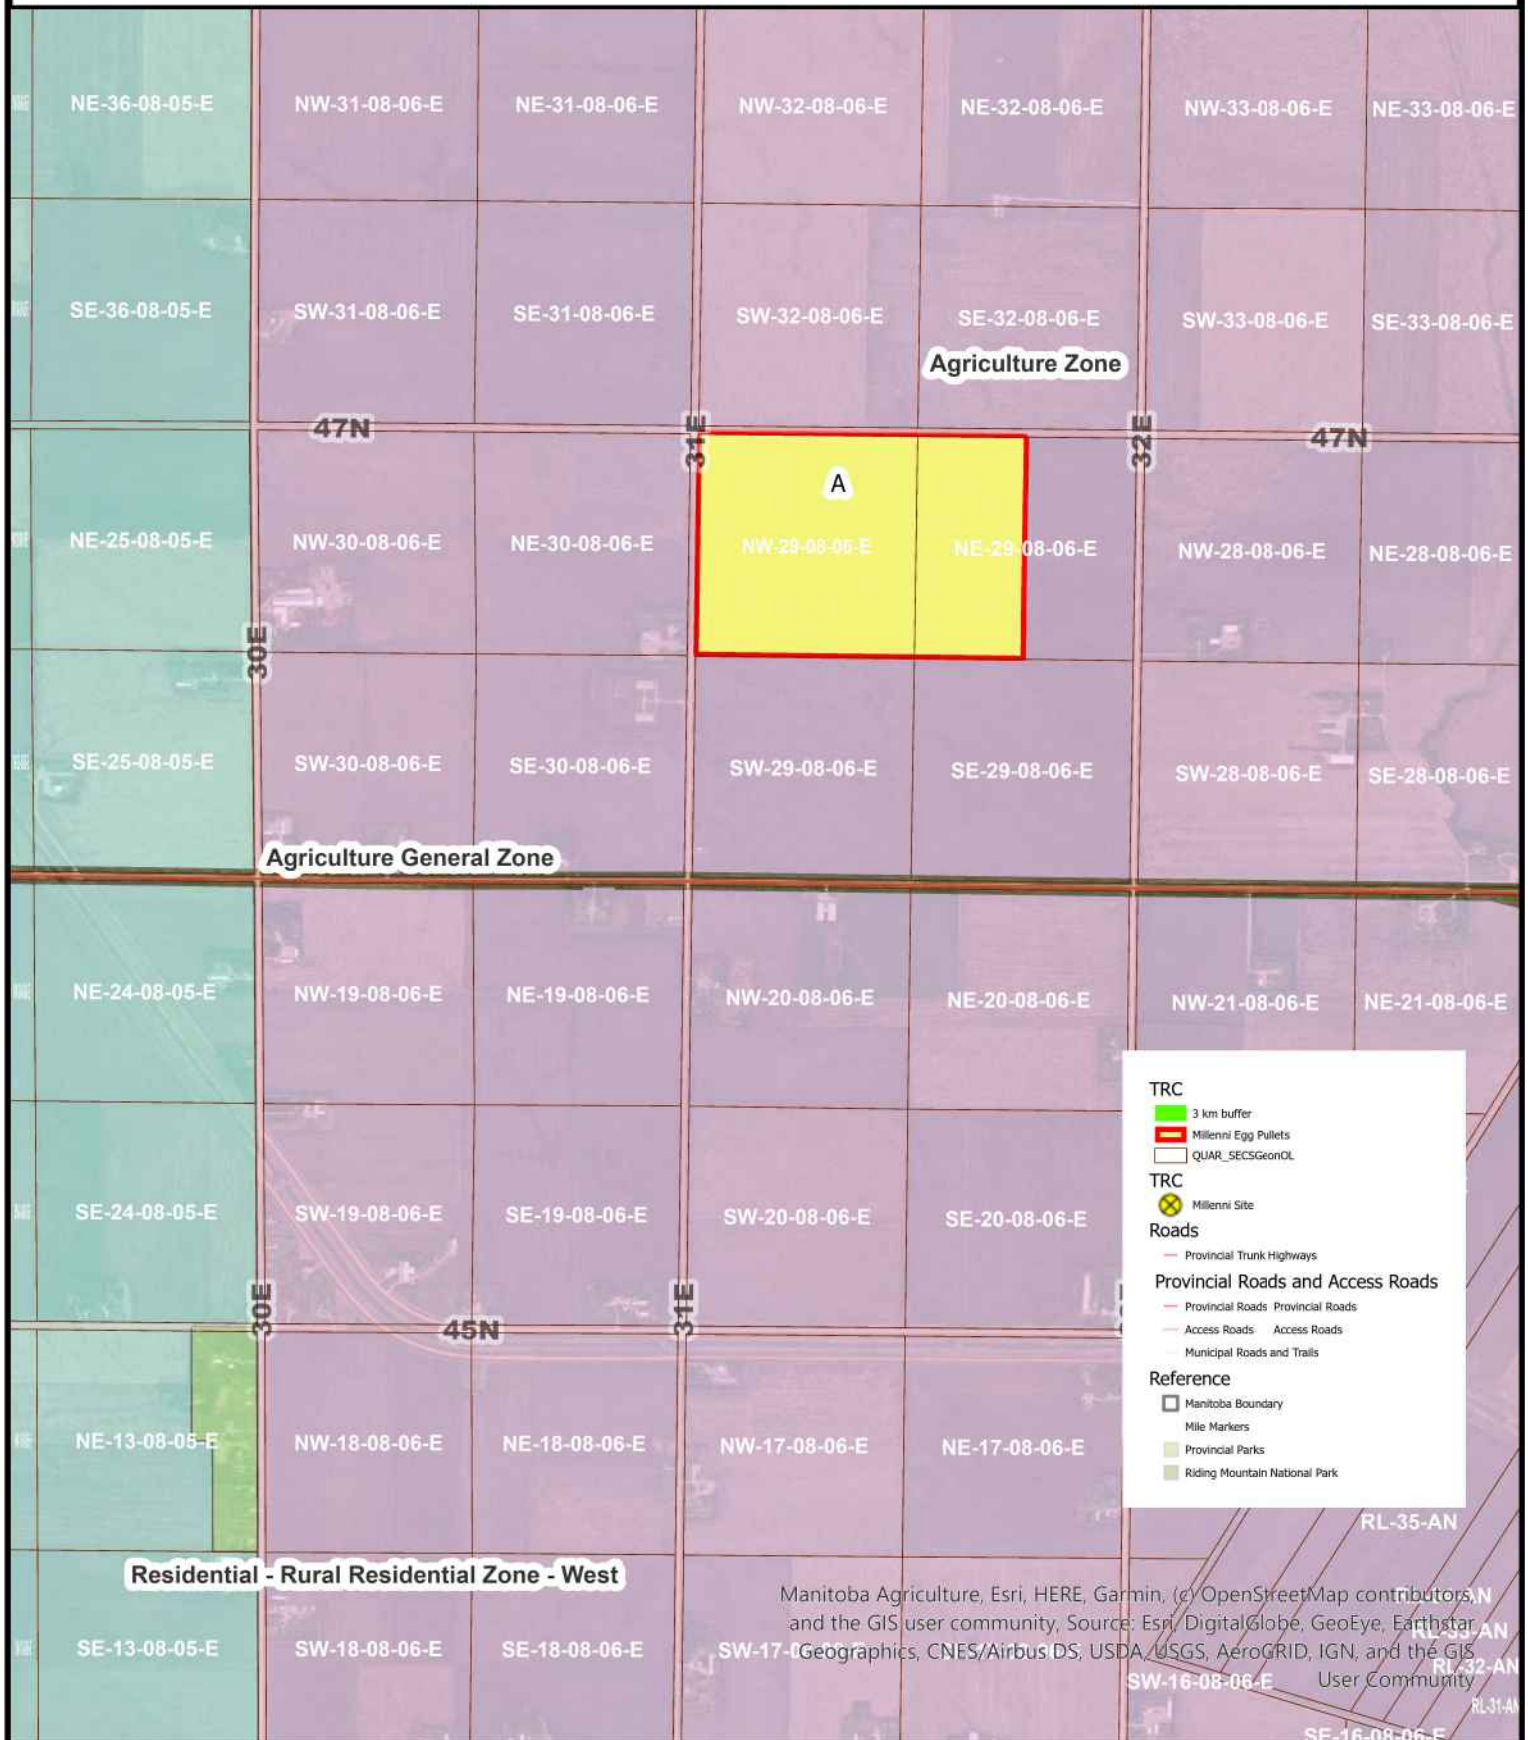 NE-36-08-05-E
NW-31-08-06-E
NE-31-08-06-E
NW-32-08-06-E
NE-32-08-06-E
NW-33-08-06-E
NE-33-08-06-E
SE-36-08-05-E
SW-31-08-06-E
SE-31-08-06-E
SW-32-08-06-E
SE-32-08-06-E
SW-33-08-06-E
SE-33-08-06-E
Agriculture Zone
47N
31E
32E
47N
A
NE-25-08-05-E
NW-30-08-06-E
NE-30-08-06-E
NW-29-08-06-E
NE-29-08-06-E
NW-28-08-06-E
NE-28-08-06-E
30E
SE-25-08-05-E
SW-30-08-06-E
SE-30-08-06-E
SW-29-08-06-E
SE-29-08-06-E
SW-28-08-06-E
SE-28-08-06-E
Agriculture General Zone
NE-24-08-05-E
NW-19-08-06-E
NE-19-08-06-E
NW-20-08-06-E
NE-20-08-06-E
NW-21-08-06-E
NE-21-08-06-E
SE-24-08-05-E
SW-19-08-06-E
SE-19-08-06-E
SW-20-08-06-E
SE-20-08-06-E
30E
45N
31E
TRC
3 km buffer
Millenni Egg Pullets
QUAR_SECSGeonOL
TRC
Millenni Site
Roads
Provincial Trunk Highways
Provincial Roads and Access Roads
Provincial Roads Provincial Roads
Access Roads Access Roads
Municipal Roads and Trails
Reference
Manitoba Boundary
Mile Markers
Provincial Parks
Riding Mountain National Park
NE-13-08-05-E
NW-18-08-06-E
NE-18-08-06-E
NW-17-08-06-E
NE-17-08-06-E
RL-35-AN
Residential - Rural Residential Zone - West
SE-13-08-05-E
SW-18-08-06-E
SE-18-08-06-E
Manitoba Agriculture, Esri, HERE, Garmin, (c) OpenStreetMap contributors,
and the GIS user community, Source: Esri, DigitalGlobe, GeoEye, Earthstar
Geographics, CNES/Airbus DS, USDA, USGS, AeroGRID, IGN, and the GIS
User Community
RL-33-AN
RL-32-AN
SW-16-08-06-E
RL-31-AN
SE-16-08-06-E